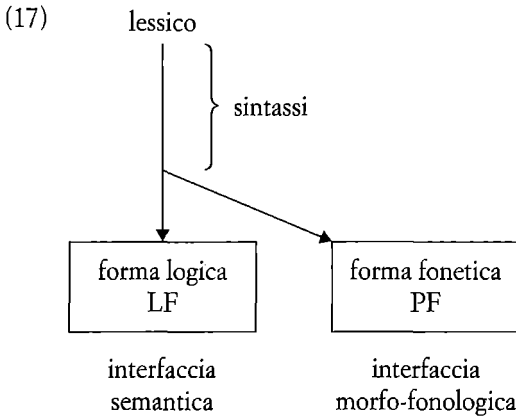 (17)
lessico
sintassi
forma logica
LF
forma fonetica
PF
interfaccia
semantica
interfaccia
morfo-fonologica